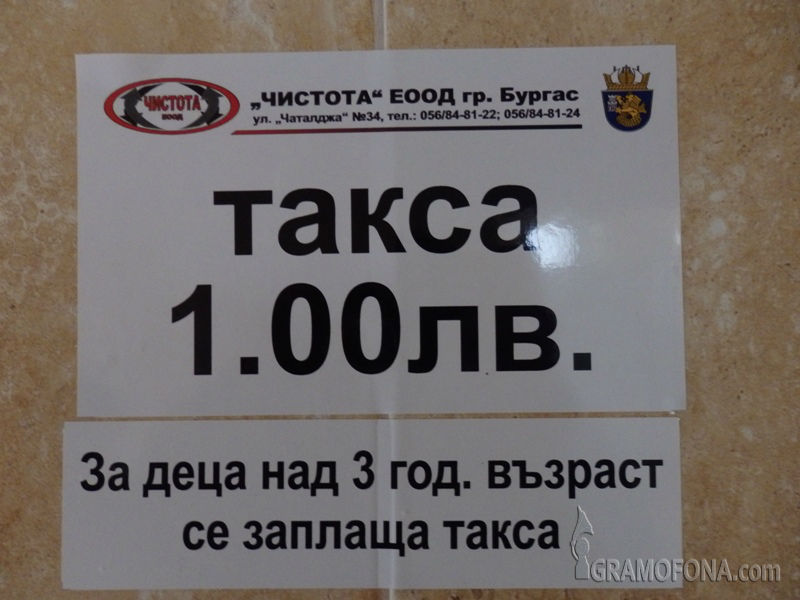 ЧИСТОТА
ЕООД
„ЧИСТОТА“ ЕООД гр. Бургас
ул. „Чаталджа“ №34, тел.: 056/84-81-22; 056/84-81-24
такса
1.00лв.
За деца над 3 год. възраст
се заплаща такса
GRAMOFONA.com